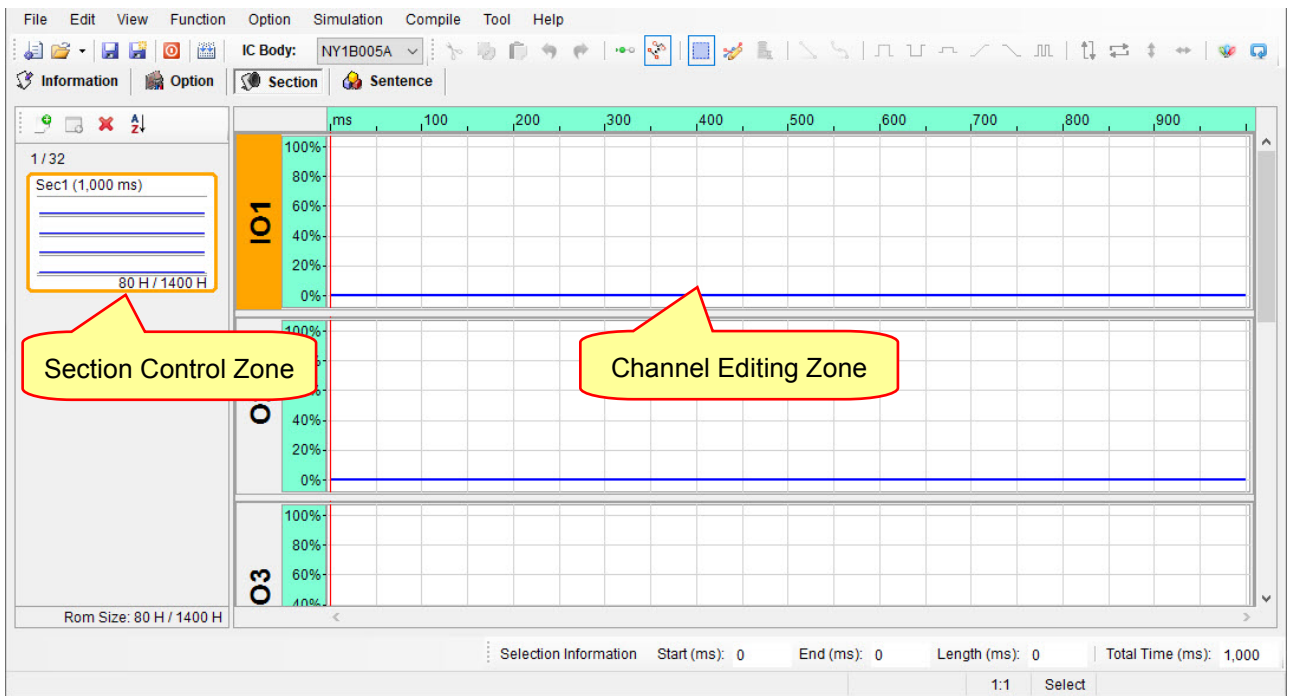 File Edit View Function Option Simulation Compile Tool Help
IC Body: NY1B005A
Information Option Section Sentence
ms 100 200 300 400 500 600 700 800 900
1 / 32
Sec1 (1,000 ms)
80 H / 1400 H
Section Control Zone
Rom Size: 80 H / 1400 H
IO1
100%
80%
60%
40%
20%
0%
Channel Editing Zone
100%
40%
20%
0%
O3
100%
80%
60%
40%
Selection Information Start (ms): 0 End (ms): 0 Length (ms): 0 Total Time (ms): 1,000
1:1 Select